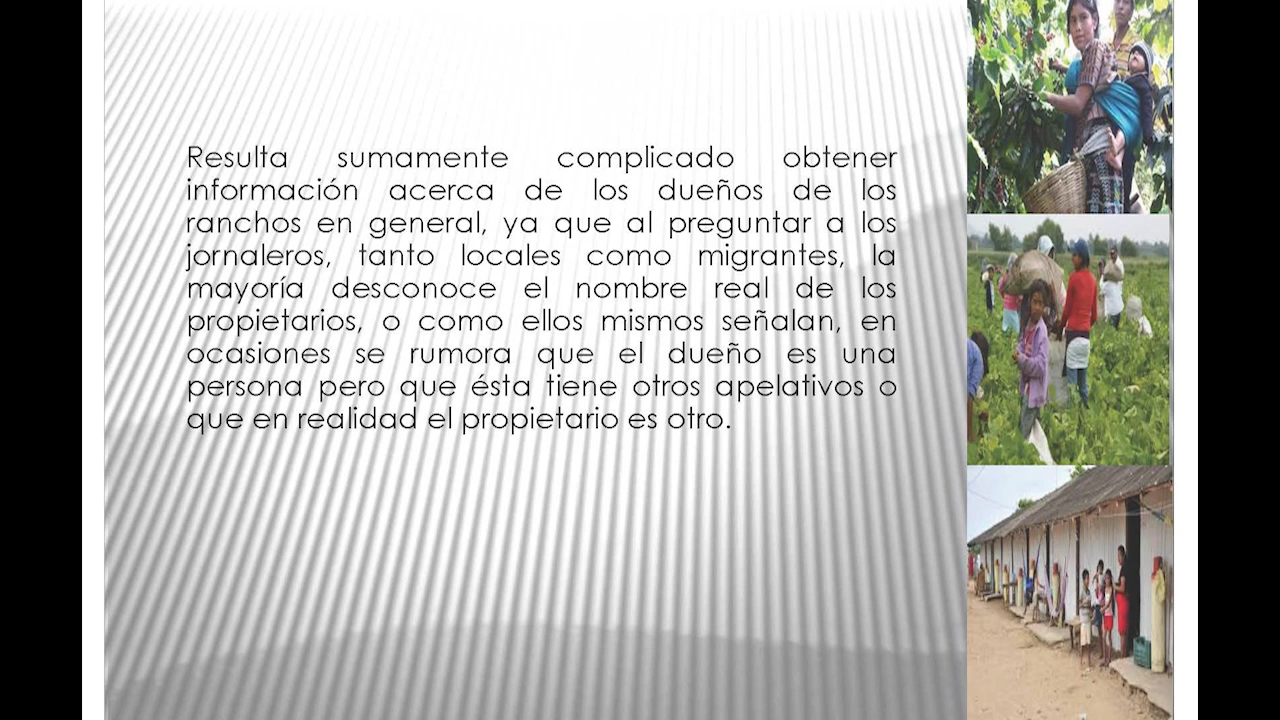 Resulta sumamente complicado obtener
información acerca de los dueños de los
ranchos en general, ya que al preguntar a los
jornaleros, tanto locales como migrantes, la
mayoría desconoce el nombre real de los
propietarios, o como ellos mismos señalan, en
ocasiones se rumora que el dueño es una
persona pero que ésta tiene otros apelativos o
que en realidad el propietario es otro.